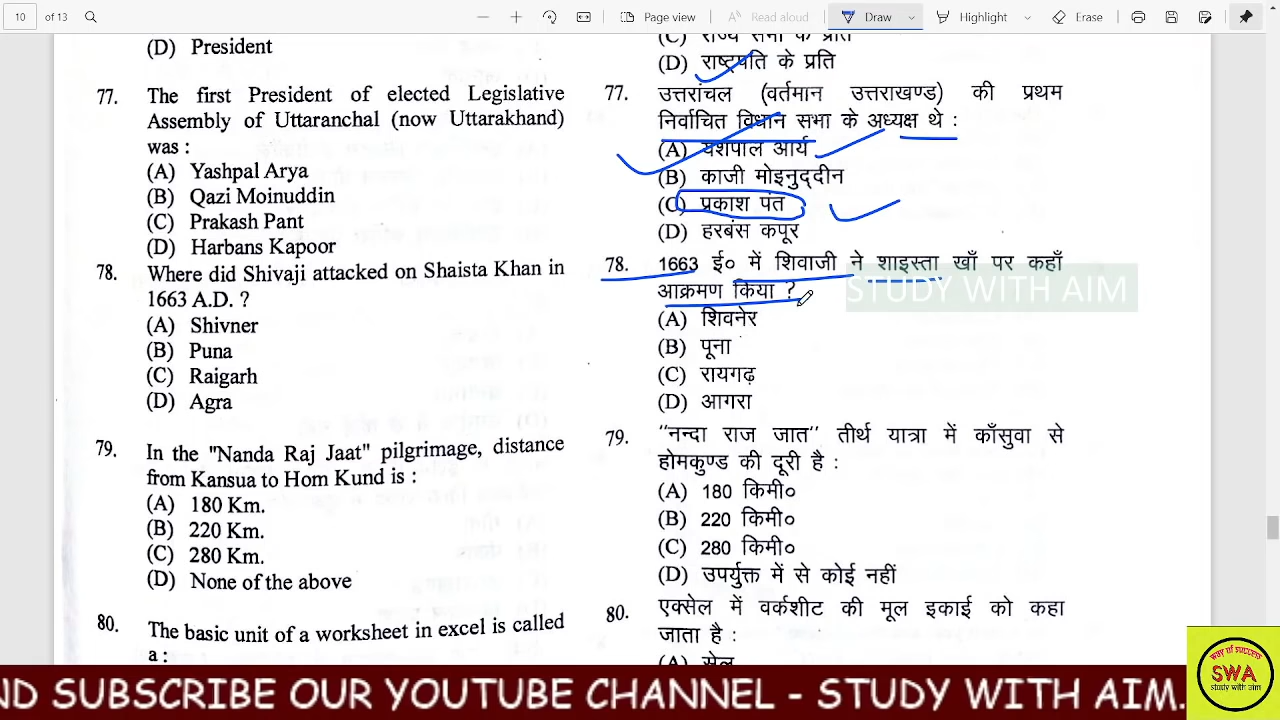 10 of 13
Page view
Read aloud
Draw
Highlight
Erase
(D) President
77. The first President of elected Legislative
Assembly of Uttaranchal (now Uttarakhand)
was :
(A) Yashpal Arya
(B) Qazi Moinuddin
(C) Prakash Pant
(D) Harbans Kapoor
78. Where did Shivaji attacked on Shaista Khan in
1663 A.D. ?
(A) Shivner
(B) Puna
(C) Raigarh
(D) Agra
79. In the "Nanda Raj Jaat" pilgrimage, distance
from Kansua to Hom Kund is :
(A) 180 Km.
(B) 220 Km.
(C) 280 Km.
(D) None of the above
80. The basic unit of a worksheet in excel is called
a :
(C) राज्य सभा के प्रति
(D) राष्ट्रपति के प्रति
77. उत्तरांचल (वर्तमान उत्तराखण्ड) की प्रथम
निर्वाचित विधान सभा के अध्यक्ष थे :
(A) यशपाल आर्य
(B) काजी मोइनुद्दीन
(C) प्रकाश पंत
(D) हरबंस कपूर
78. 1663 ई० में शिवाजी ने शाइस्ता खाँ पर कहाँ
आक्रमण किया ?
(A) शिवनेर
(B) पूना
(C) रायगढ़
(D) आगरा
79. "नन्दा राज जात" तीर्थ यात्रा में काँसुवा से
होमकुण्ड की दूरी है :
(A) 180 किमी०
(B) 220 किमी०
(C) 280 किमी०
(D) उपर्युक्त में से कोई नहीं
80. एक्सेल में वर्कशीट की मूल इकाई को कहा
जाता है :
(A) सेल
STUDY WITH AIM
ND SUBSCRIBE OUR YOUTUBE CHANNEL - STUDY WITH AIM.
way of success
SWA
study with aim